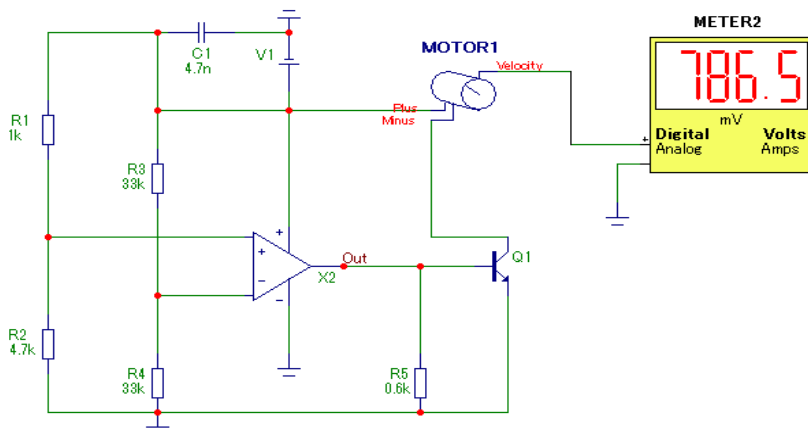 METER2
786.5
mV
Digital Volts
Analog Amps
+
MOTOR1
Velocity
Plus
Minus
C1
4.7n
V1
R1
1k
R3
33k
+
+
−
−
X2
Out
Q1
R2
4.7k
R4
33k
R5
0.6k